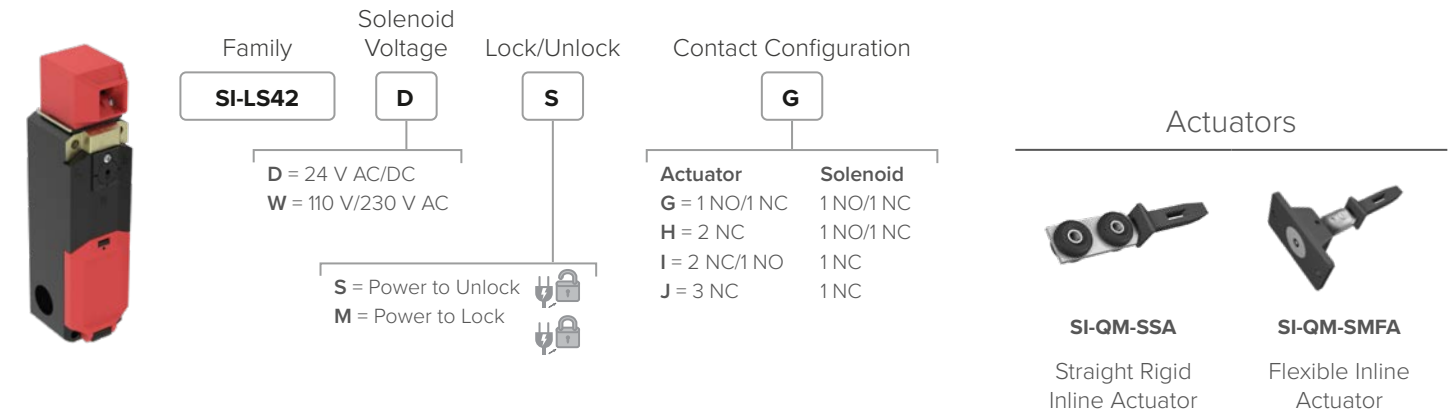 Family
Solenoid
Voltage
Lock/Unlock
Contact Configuration
SI-LS42
D
S
G
D = 24 V AC/DC
W = 110 V/230 V AC
S = Power to Unlock
M = Power to Lock
Actuator Solenoid
G = 1 NO/1 NC 1 NO/1 NC
H = 2 NC 1 NO/1 NC
I = 2 NC/1 NO 1 NC
J = 3 NC 1 NC
Actuators
SI-QM-SSA
Straight Rigid
Inline Actuator
SI-QM-SMFA
Flexible Inline
Actuator